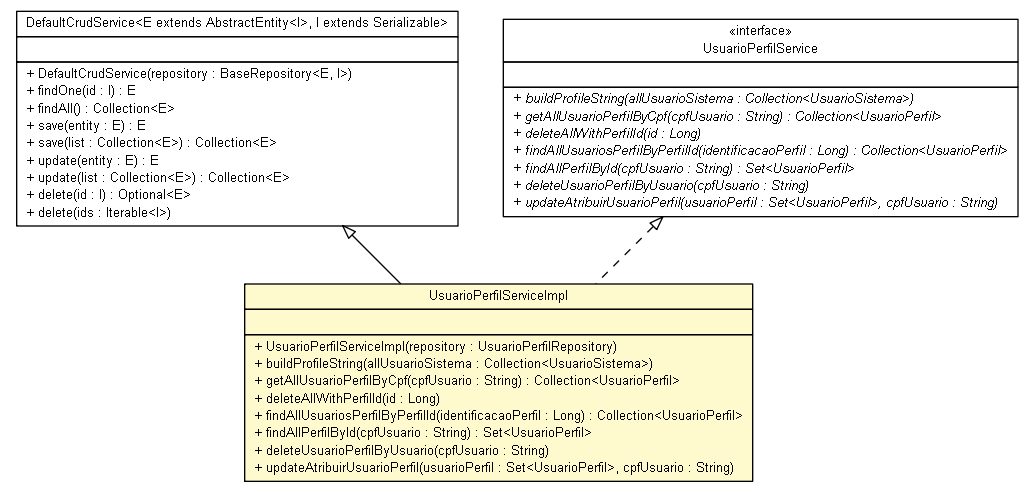 DefaultCrudService<E extends AbstractEntity<I>, I extends Serializable>
+ DefaultCrudService(repository : BaseRepository<E, I>)
+ findOne(id : I) : E
+ findAll() : Collection<E>
+ save(entity : E) : E
+ save(list : Collection<E>) : Collection<E>
+ update(entity : E) : E
+ update(list : Collection<E>) : Collection<E>
+ delete(id : I) : Optional<E>
+ delete(ids : Iterable<I>)
«interface»
UsuarioPerfilService
+ buildProfileString(allUsuarioSistema : Collection<UsuarioSistema>)
+ getAllUsuarioPerfilByCpf(cpfUsuario : String) : Collection<UsuarioPerfil>
+ deleteAllWithPerfilId(id : Long)
+ findAllUsuariosPerfilByPerfilId(identificacaoPerfil : Long) : Collection<UsuarioPerfil>
+ findAllPerfilById(cpfUsuario : String) : Set<UsuarioPerfil>
+ deleteUsuarioPerfilByUsuario(cpfUsuario : String)
+ updateAtribuirUsuarioPerfil(usuarioPerfil : Set<UsuarioPerfil>, cpfUsuario : String)
UsuarioPerfilServiceImpl
+ UsuarioPerfilServiceImpl(repository : UsuarioPerfilRepository)
+ buildProfileString(allUsuarioSistema : Collection<UsuarioSistema>)
+ getAllUsuarioPerfilByCpf(cpfUsuario : String) : Collection<UsuarioPerfil>
+ deleteAllWithPerfilId(id : Long)
+ findAllUsuariosPerfilByPerfilId(identificacaoPerfil : Long) : Collection<UsuarioPerfil>
+ findAllPerfilById(cpfUsuario : String) : Set<UsuarioPerfil>
+ deleteUsuarioPerfilByUsuario(cpfUsuario : String)
+ updateAtribuirUsuarioPerfil(usuarioPerfil : Set<UsuarioPerfil>, cpfUsuario : String)